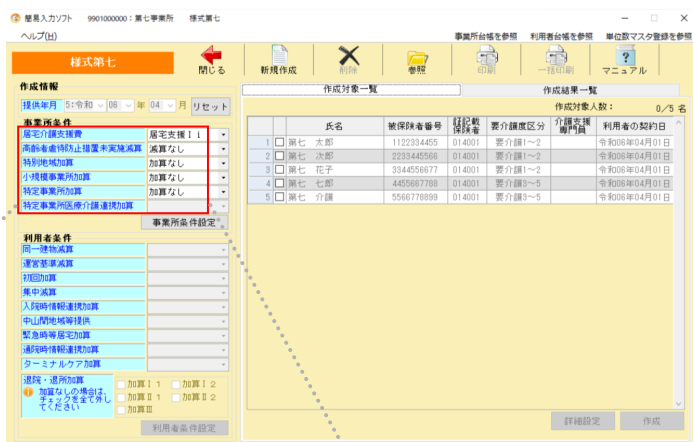 簡易入力ソフト　9901000000：第七事業所　様式第七
ヘルプ(H)
事業所台帳を参照 利用者台帳を参照 単位数マスタ登録を参照
様式第七
閉じる
新規作成
削除
参照
印刷
一括印刷
マニュアル
作成情報
提供年月 5:令和 06 年 04 月 リセット
事業所条件
居宅介護支援費 居宅支援Ⅰｉ
高齢者虐待防止措置未実施減算 減算なし
特別地域加算 加算なし
小規模事業所加算 加算なし
特定事業所加算 加算なし
特定事業所医療介護連携加算
事業所条件設定
利用者条件
同一建物減算
運営基準減算
初回加算
集中減算
入院時情報連携加算
中山間地域等提供
緊急時等居宅加算
通院時情報連携加算
ターミナルケア加算
退院・退所加算
加算なしの場合は、
チェックを全て外し
てください
加算Ⅰ１ 加算Ⅰ２
加算Ⅱ１ 加算Ⅱ２
加算Ⅲ
利用者条件設定
作成対象一覧
作成結果一覧
作成対象人数： 0/5 名
氏名 被保険者番号 証記載保険者 要介護度区分 介護支援専門員 利用者の契約日
1 第七 太郎 1122334455 014001 要介護1～2 令和06年04月01日
2 第七 次郎 2233445566 014001 要介護1～2 令和06年04月01日
3 第七 花子 3344556677 014001 要介護1～2 令和06年04月01日
4 第七 七郎 4455667788 014001 要介護3～5 令和06年04月01日
5 第七 介護 5566778899 014001 要介護3～5 令和06年04月01日
詳細設定 作成